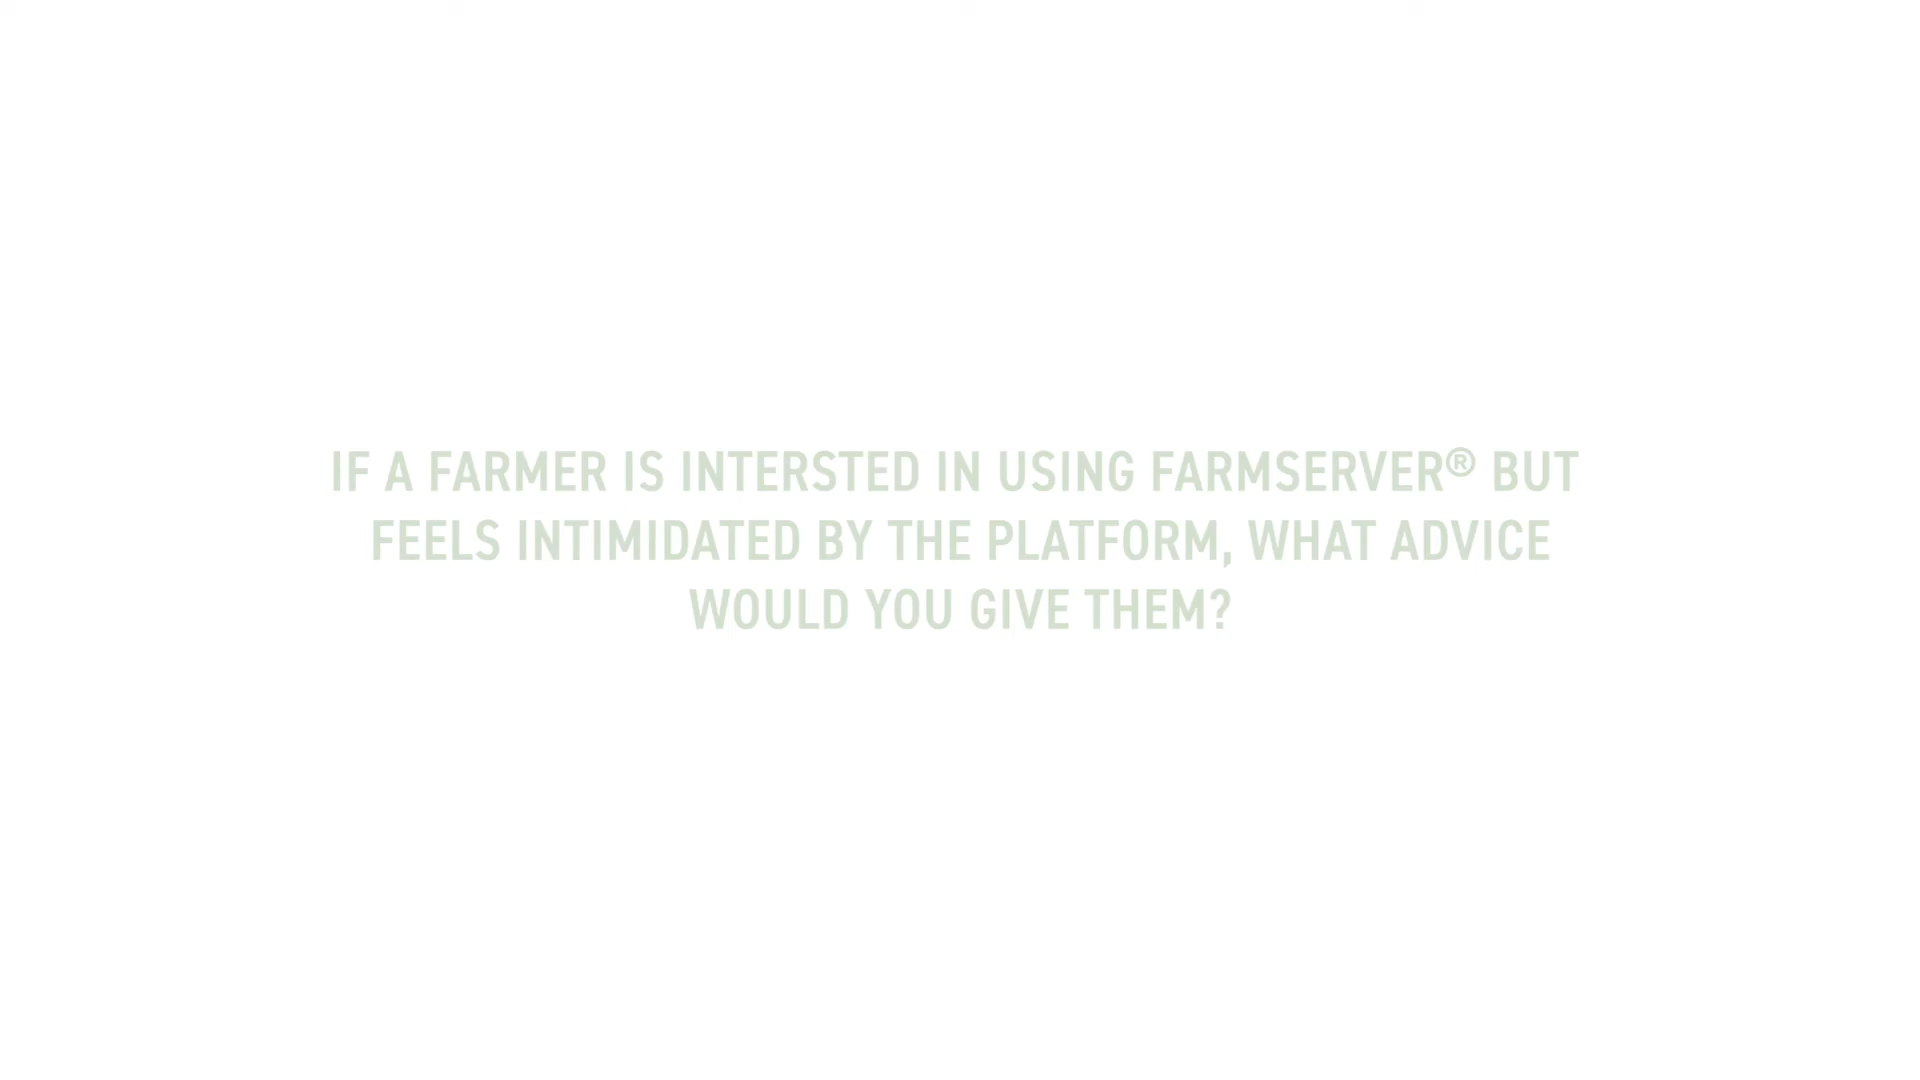 IF A FARMER IS INTERSTED IN USING FARMSERVER® BUT
FEELS INTIMIDATED BY THE PLATFORM, WHAT ADVICE
WOULD YOU GIVE THEM?